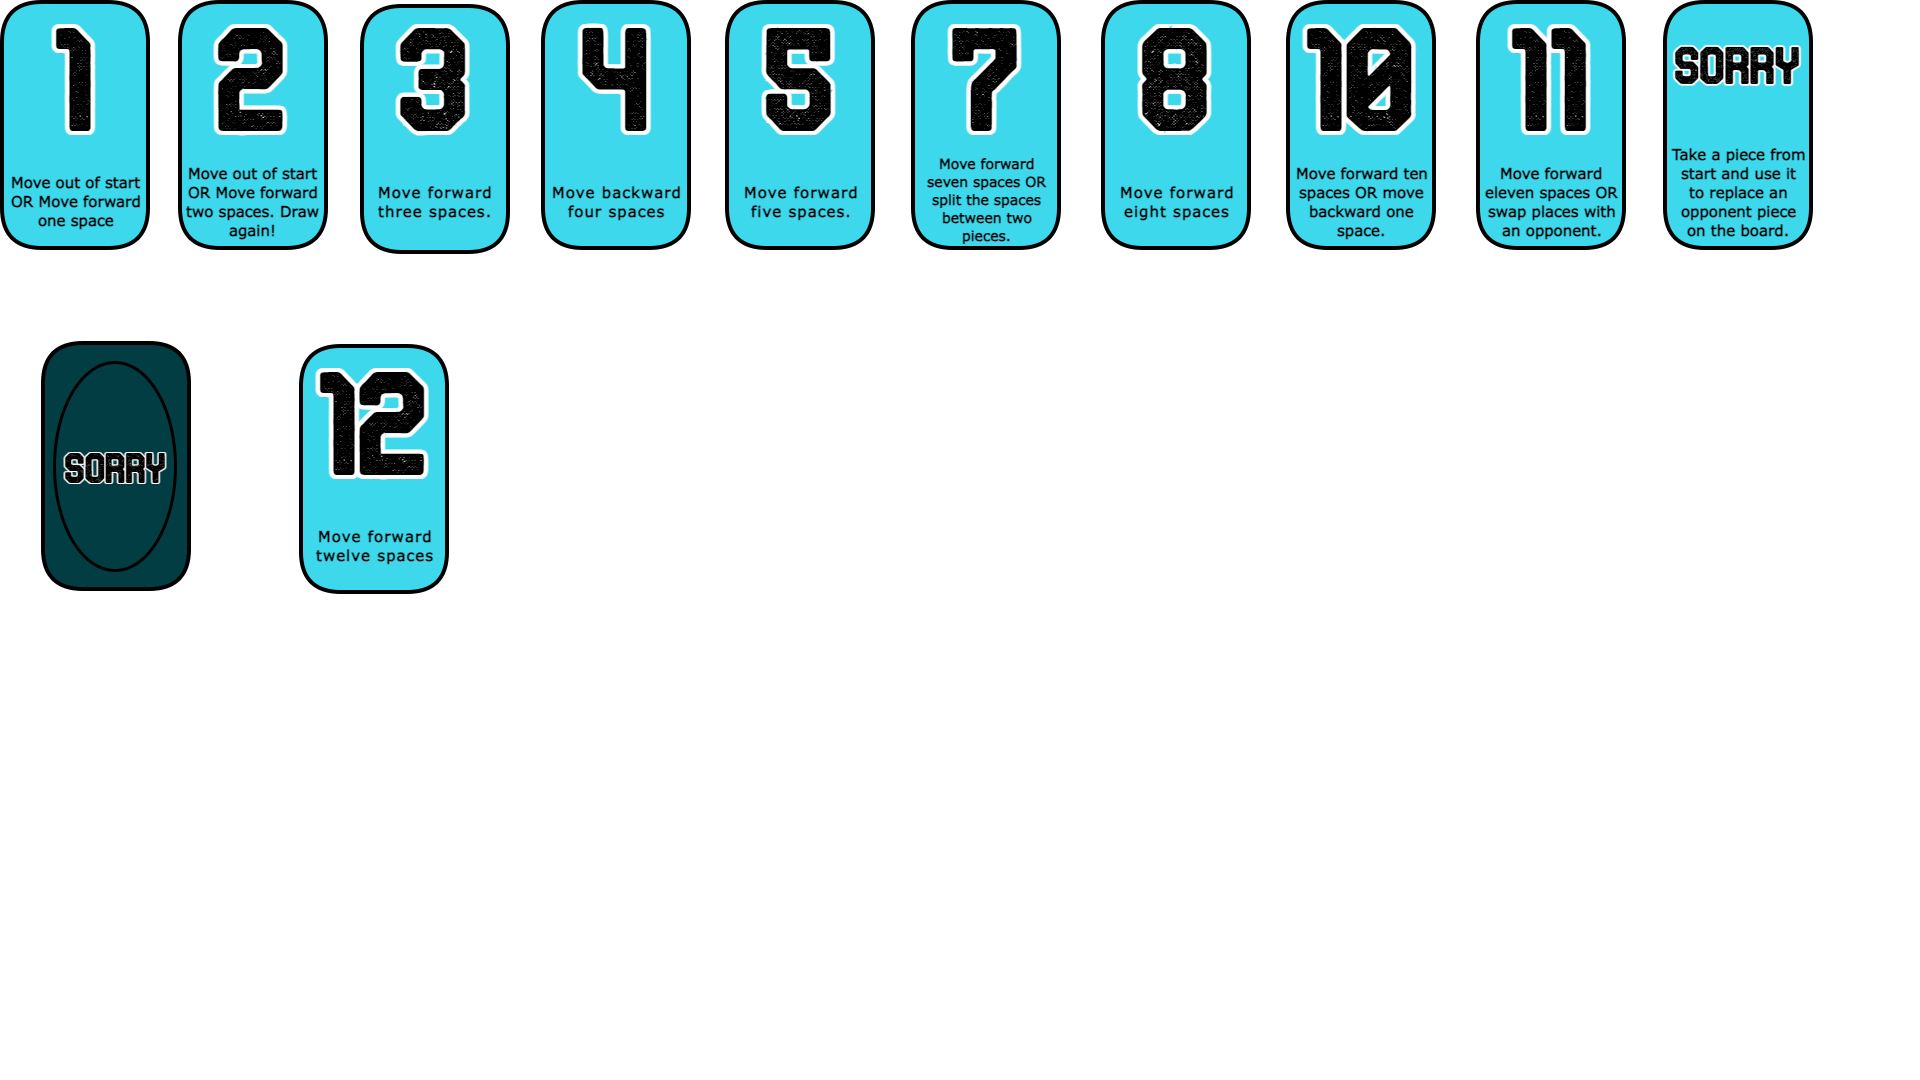 1
Move out of start
OR Move forward
one space
2
Move out of start
OR Move forward
two spaces. Draw
again!
3
Move forward
three spaces.
4
Move backward
four spaces
5
Move forward
five spaces.
7
Move forward
seven spaces OR
split the spaces
between two
pieces.
8
Move forward
eight spaces
10
Move forward ten
spaces OR move
backward one
space.
11
Move forward
eleven spaces OR
swap places with
an opponent.
SORRY
Take a piece from
start and use it
to replace an
opponent piece
on the board.
SORRY
12
Move forward
twelve spaces